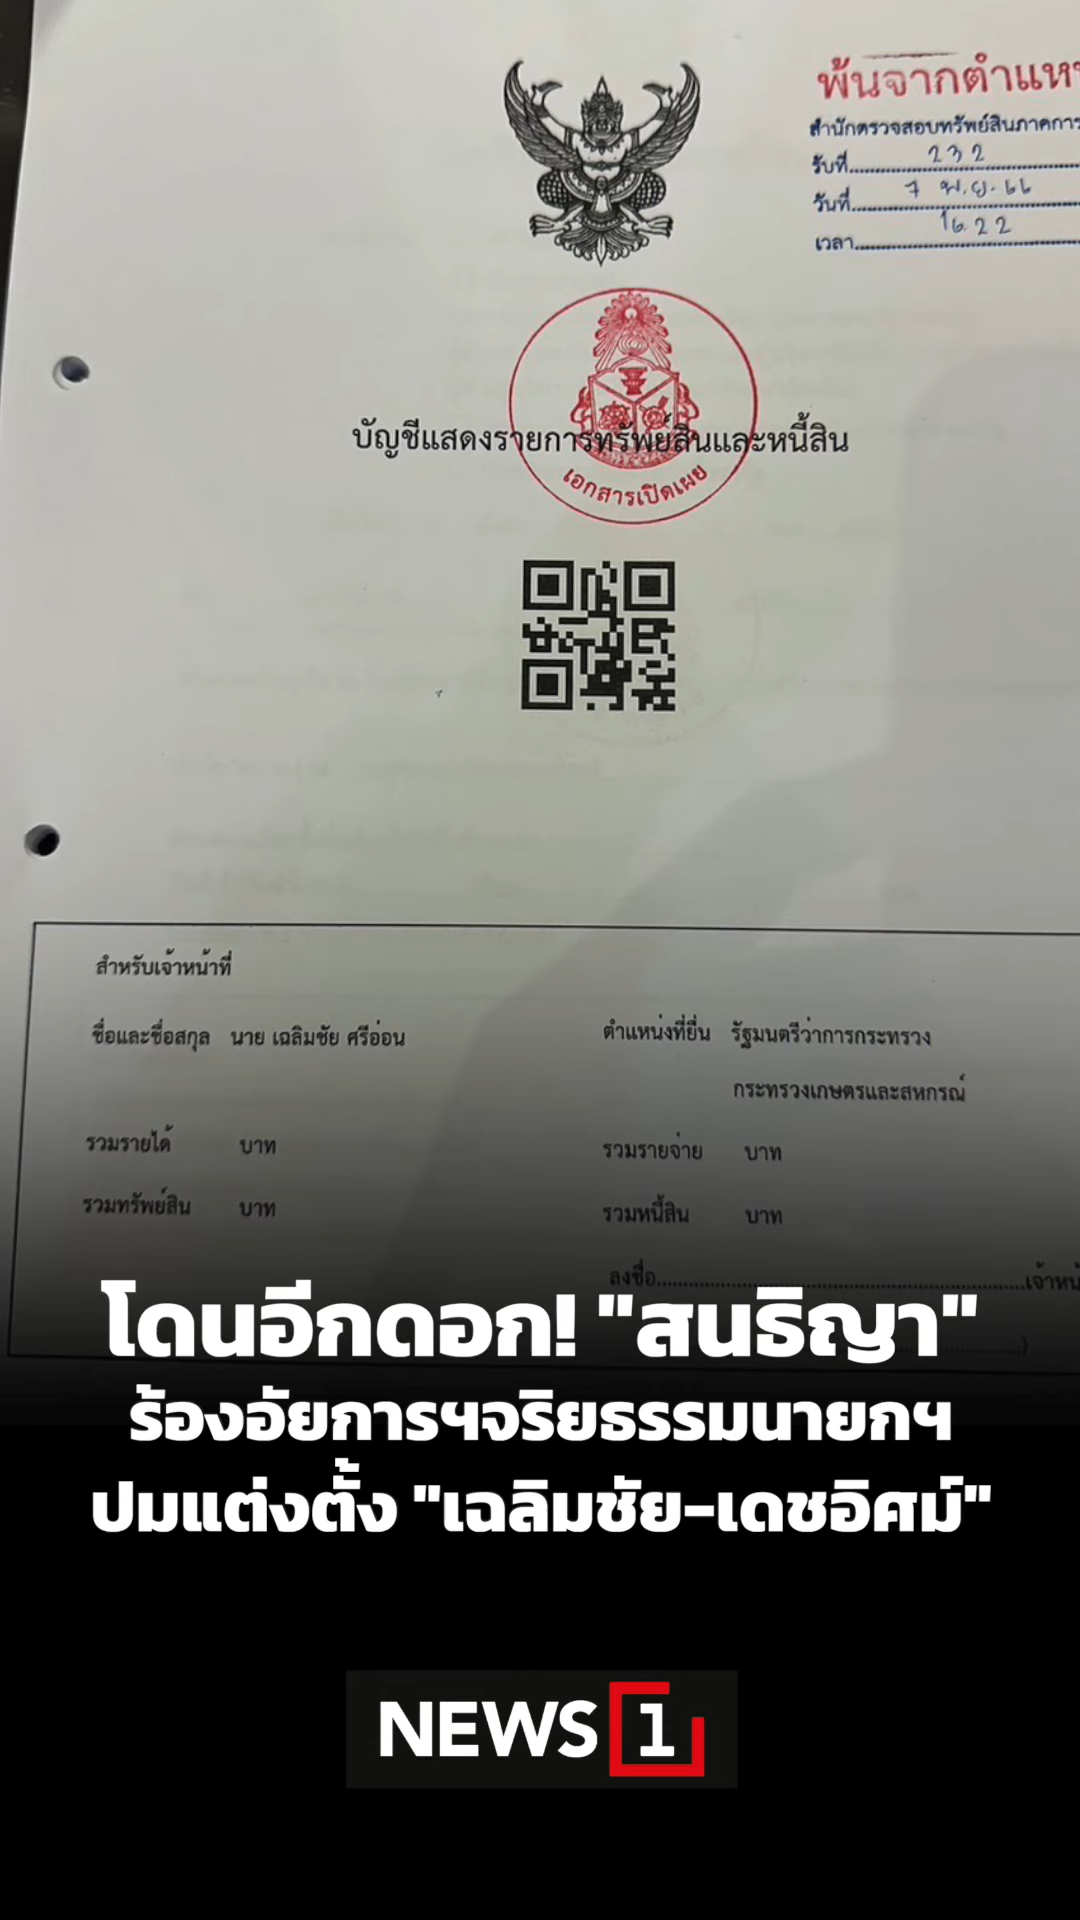 พ้นจากตำแห
สำนักตรวจสอบทรัพย์สินภาคการ
รับที่ 232
วันที่ 7 พ.ย. 66
เวลา 16.22
บัญชีแสดงรายการทรัพย์สินและหนี้สิน
เอกสารเปิดเผย
สำหรับเจ้าหน้าที่
ชื่อและชื่อสกุล นาย เฉลิมชัย ศรีอ่อน
ตำแหน่งที่ยื่น รัฐมนตรีว่าการกระทรวง
กระทรวงเกษตรและสหกรณ์
รวมรายได้ บาท รวมรายจ่าย บาท
รวมทรัพย์สิน บาท รวมหนี้สิน บาท
ลงชื่อ........................................เจ้าหน้
โดนอีกดอก! "สนธิญา"
ร้องอัยการฯจริยธรรมนายกฯ
ปมแต่งตั้ง "เฉลิมชัย-เดชอิศม์"
NEWS 1